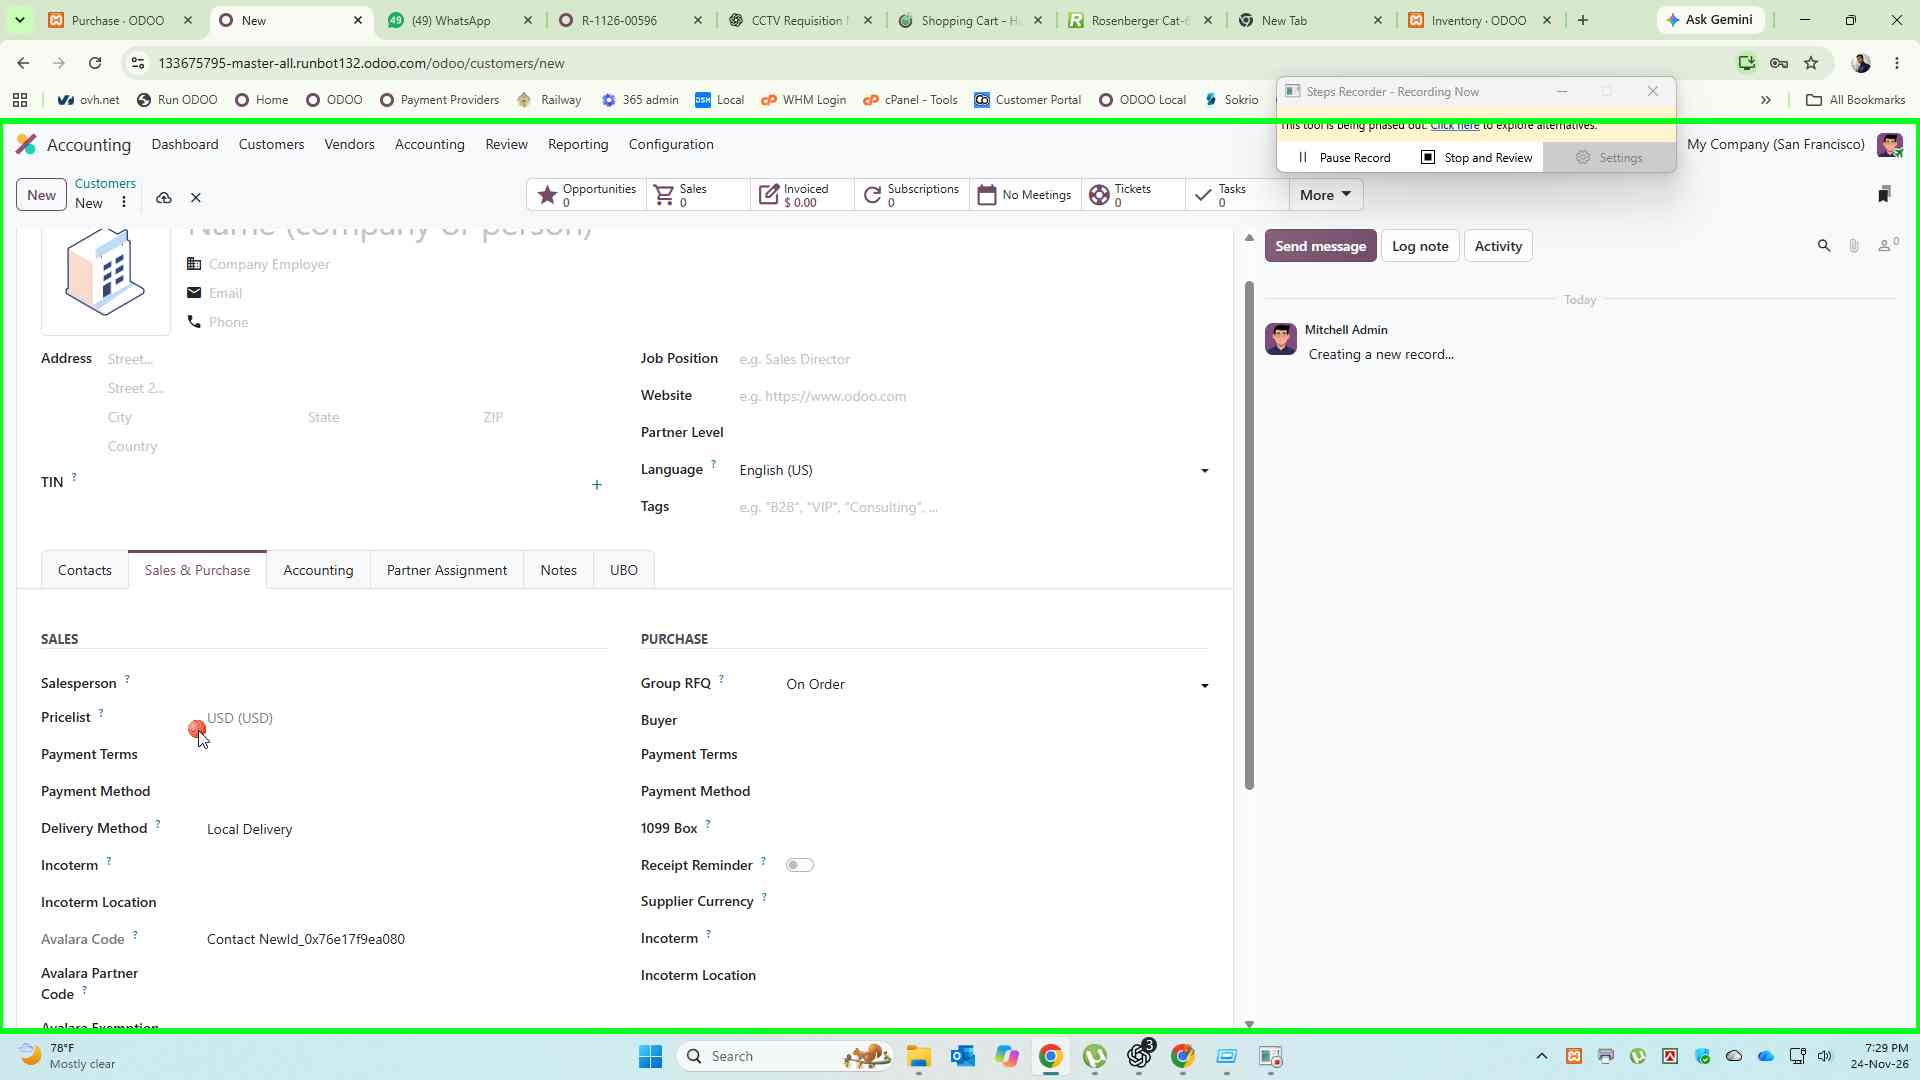 Purchase - ODOO
New
49
(49) WhatsApp
R-1126-00596
CCTV Requisition
Shopping Cart - H
Rosenberger Cat-6
New Tab
Inventory - ODOO
Ask Gemini
133675795-master-all.runbot132.odoo.com/odoo/customers/new
ovh.net
Run ODOO
Home
ODOO
Payment Providers
Railway
365 admin
Local
WHM Login
cPanel - Tools
Customer Portal
ODOO Local
Sokrio
All Bookmarks
Steps Recorder - Recording Now
This tool is being phased out. Click here to explore alternatives.
Pause Record
Stop and Review
Settings
Accounting
Dashboard
Customers
Vendors
Accounting
Review
Reporting
Configuration
My Company (San Francisco)
New
Customers
New
Opportunities
0
Sales
0
Invoiced
$ 0.00
Subscriptions
0
No Meetings
Tickets
0
Tasks
0
More
Name (company or person)
Company Employer
Email
Phone
Address
Street...
Street 2...
City
State
ZIP
Country
TIN ?
Job Position
e.g. Sales Director
Website
e.g. https://www.odoo.com
Partner Level
Language ?
English (US)
Tags
e.g. "B2B", "VIP", "Consulting", ...
Contacts
Sales & Purchase
Accounting
Partner Assignment
Notes
UBO
SALES
Salesperson ?
Pricelist ?
USD (USD)
Payment Terms
Payment Method
Delivery Method ?
Local Delivery
Incoterm ?
Incoterm Location
Avalara Code ?
Contact NewId_0x76e17f9ea080
Avalara Partner
Code ?
Avalara Exemption
PURCHASE
Group RFQ ?
On Order
Buyer
Payment Terms
Payment Method
1099 Box ?
Receipt Reminder ?
Supplier Currency ?
Incoterm ?
Incoterm Location
Send message
Log note
Activity
0
Today
Mitchell Admin
Creating a new record...
78°F
Mostly clear
Search
3
7:29 PM
24-Nov-26